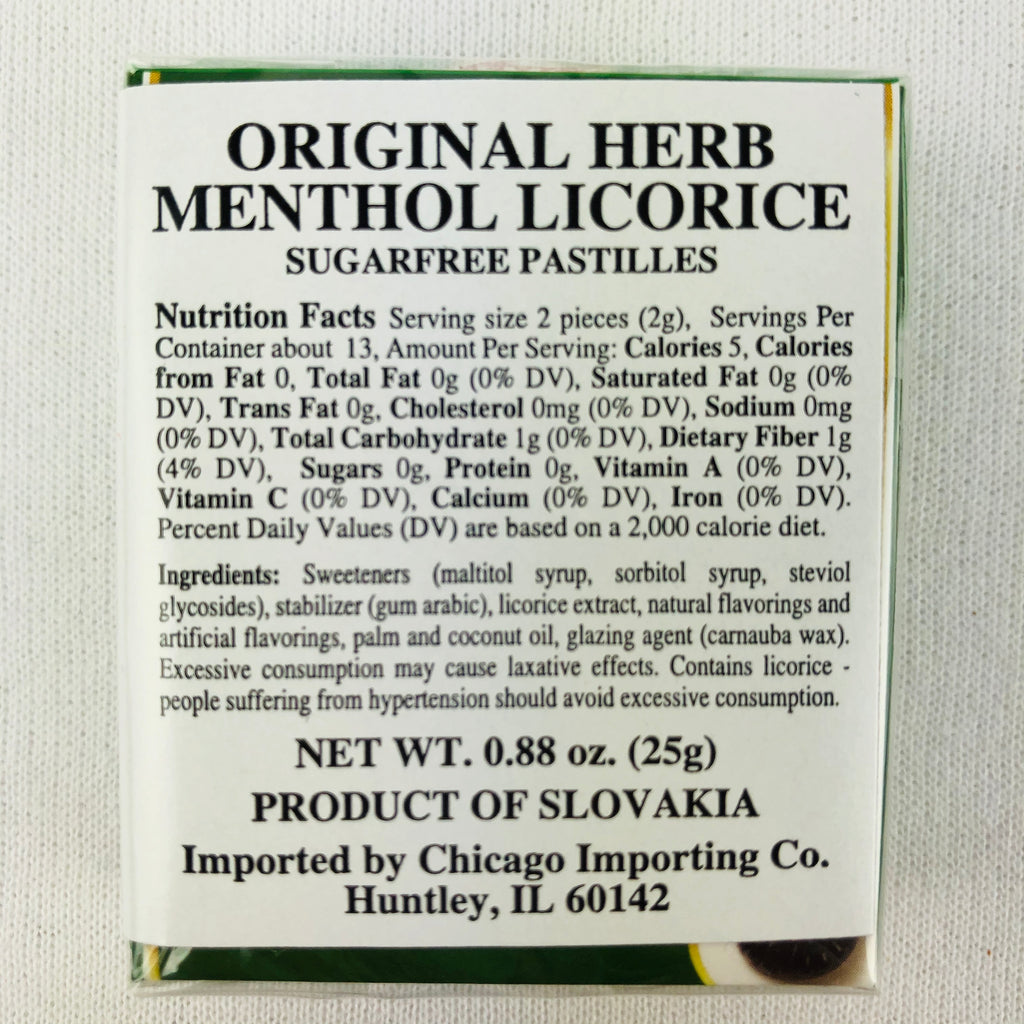 ORIGINAL HERB
MENTHOL LICORICE
SUGARFREE PASTILLES
Nutrition Facts Serving size 2 pieces (2g), Servings Per
Container about 13, Amount Per Serving: Calories 5, Calories
from Fat 0, Total Fat 0g (0% DV), Saturated Fat 0g (0%
DV), Trans Fat 0g, Cholesterol 0mg (0% DV), Sodium 0mg
(0% DV), Total Carbohydrate 1g (0% DV), Dietary Fiber 1g
(4% DV), Sugars 0g, Protein 0g, Vitamin A (0% DV),
Vitamin C (0% DV), Calcium (0% DV), Iron (0% DV).
Percent Daily Values (DV) are based on a 2,000 calorie diet.
Ingredients: Sweeteners (maltitol syrup, sorbitol syrup, steviol
glycosides), stabilizer (gum arabic), licorice extract, natural flavorings and
artificial flavorings, palm and coconut oil, glazing agent (carnauba wax).
Excessive consumption may cause laxative effects. Contains licorice -
people suffering from hypertension should avoid excessive consumption.
NET WT. 0.88 oz. (25g)
PRODUCT OF SLOVAKIA
Imported by Chicago Importing Co.
Huntley, IL 60142